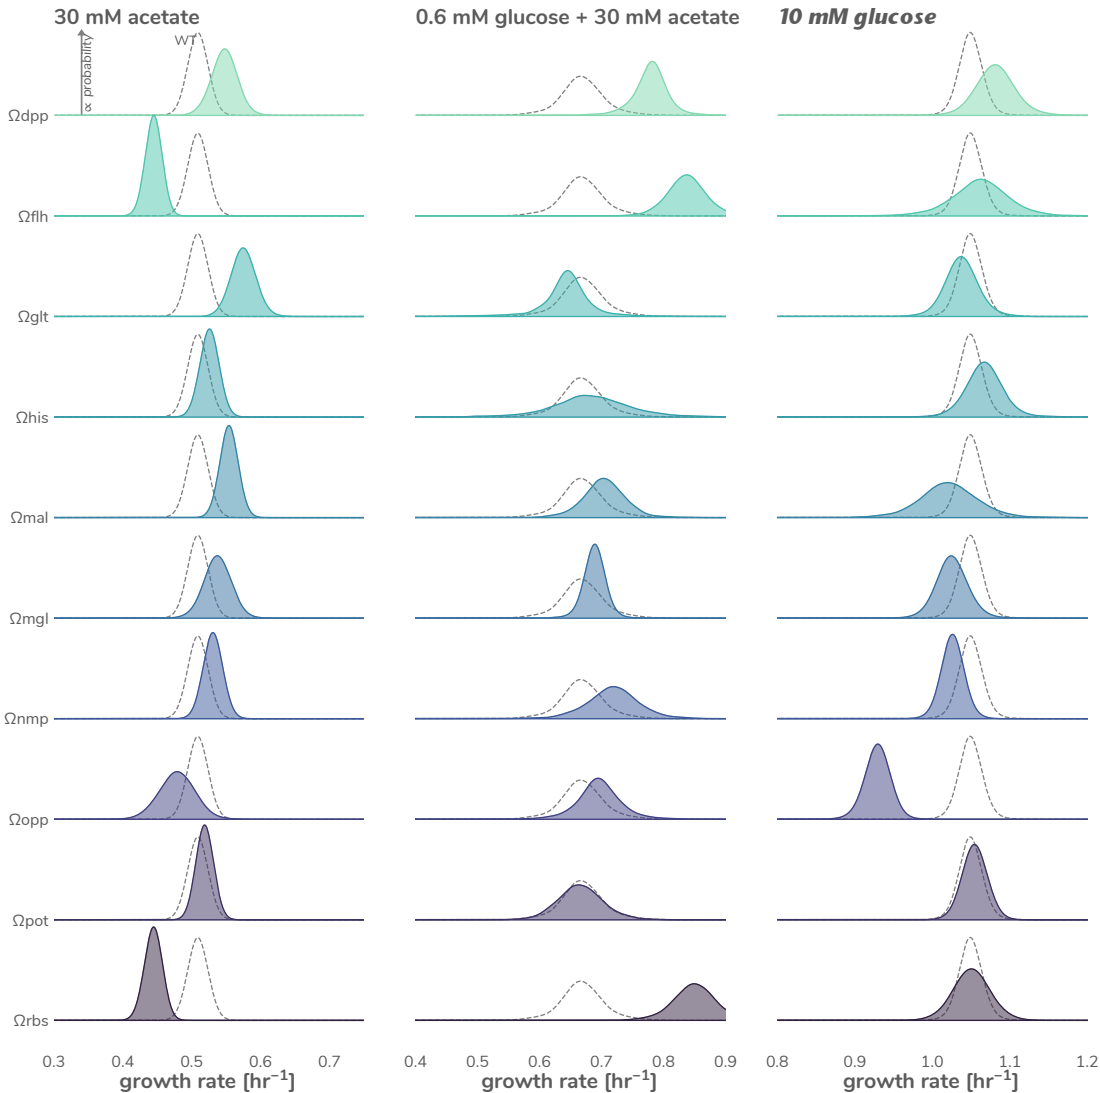 30 mM acetate
0.6 mM glucose + 30 mM acetate
10 mM glucose
∝ probability
WT
Ωdpp
Ωflh
Ωglt
Ωhis
Ωmal
Ωmgl
Ωnmp
Ωopp
Ωpot
Ωrbs
0.3 0.4 0.5 0.6 0.7
0.4 0.5 0.6 0.7 0.8 0.9
0.8 0.9 1.0 1.1 1.2
growth rate [hr⁻¹]
growth rate [hr⁻¹]
growth rate [hr⁻¹]